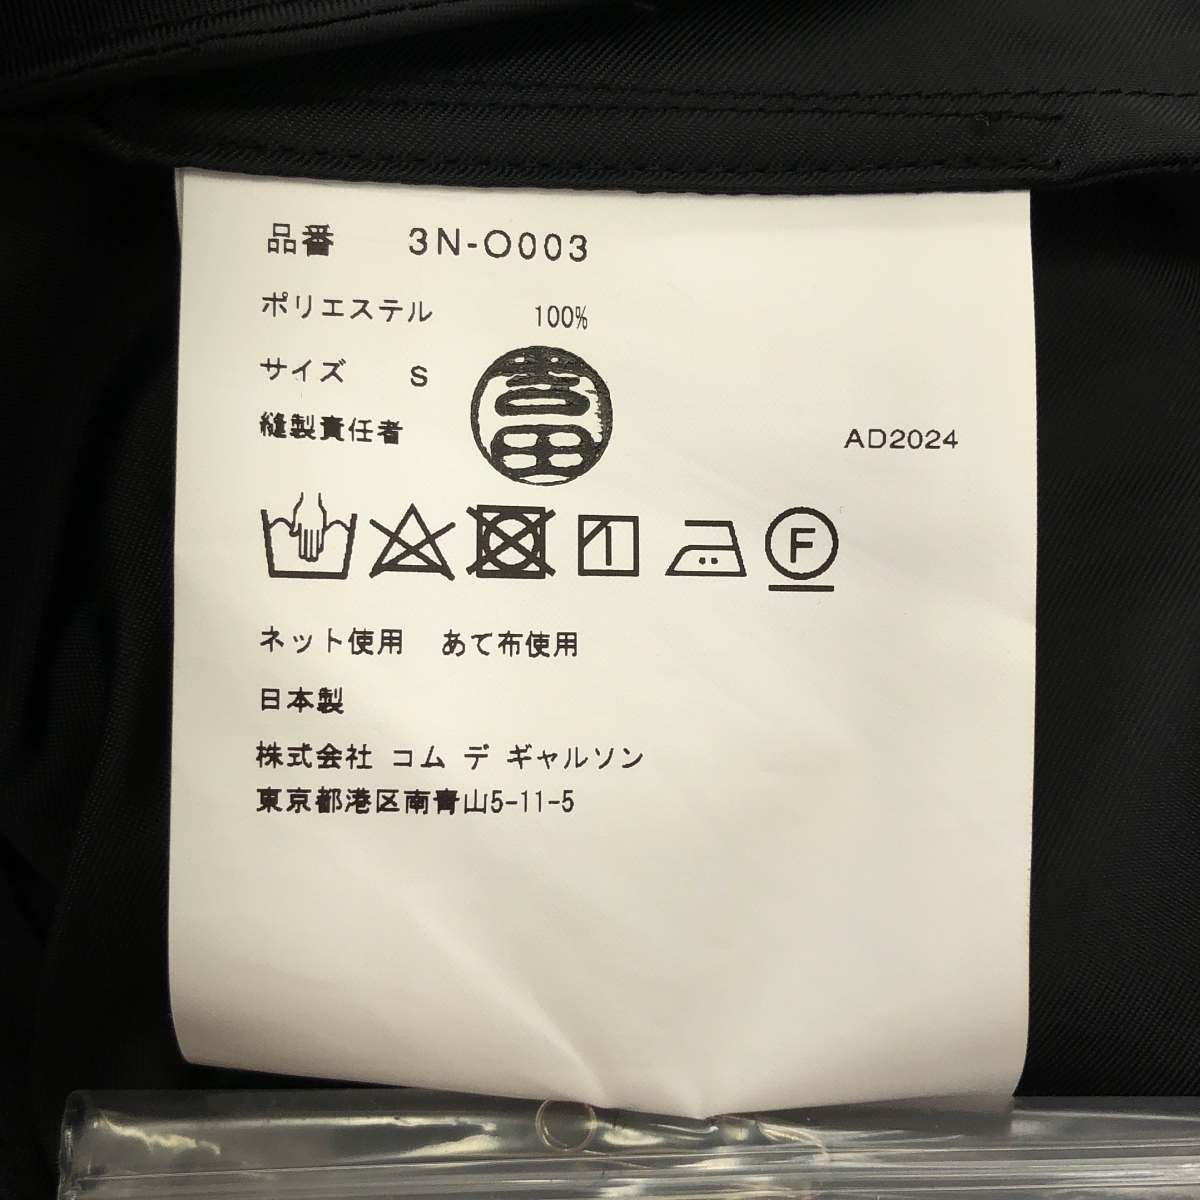 品番 3N-O003
ポリエステル 100%
サイズ S
吉田
縫製責任者
AD2024
F
ネット使用 あて布使用
日本製
株式会社 コム デ ギャルソン
東京都港区南青山5-11-5